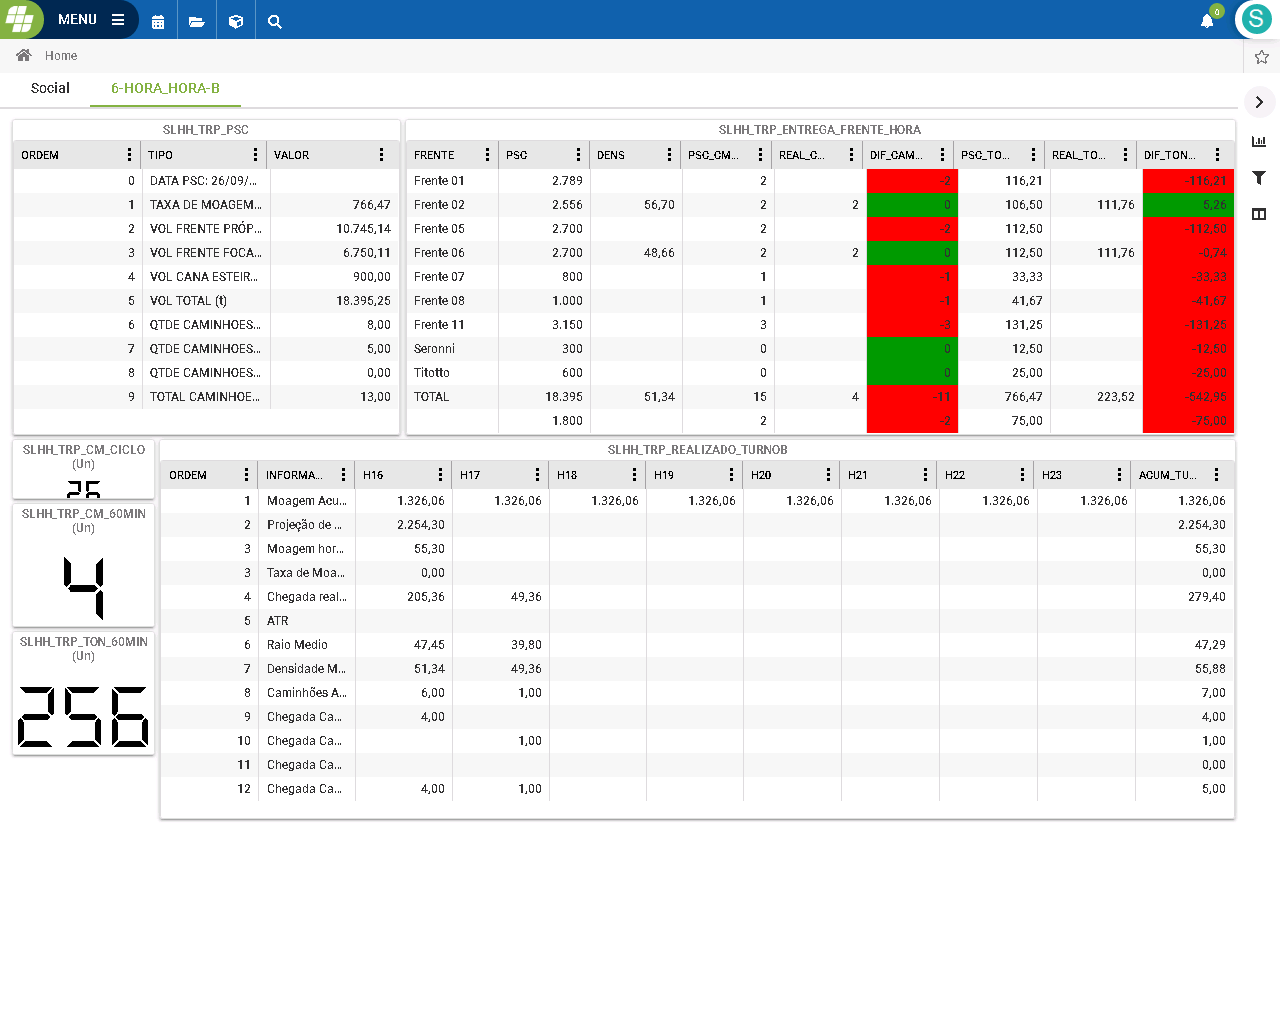 MENU
0
S
Home
Social 6-HORA_HORA-B
SLHH_TRP_PSC
ORDEM TIPO VALOR
0 DATA PSC: 26/09/...
1 TAXA DE MOAGEM... 766,47
2 VOL FRENTE PRÓP... 10.745,14
3 VOL FRENTE FOCA... 6.750,11
4 VOL CANA ESTEIR... 900,00
5 VOL TOTAL (t) 18.395,25
6 QTDE CAMINHOES... 8,00
7 QTDE CAMINHOES... 5,00
8 QTDE CAMINHOES... 0,00
9 TOTAL CAMINHOE... 13,00
SLHH_TRP_ENTREGA_FRENTE_HORA
FRENTE PSC DENS PSC_CM... REAL_C... DIF_CAM... PSC_TO... REAL_TO... DIF_TON...
Frente 01 2.789 2 -2 116,21 -116,21
Frente 02 2.556 56,70 2 2 0 106,50 111,76 5,26
Frente 05 2.700 2 -2 112,50 -112,50
Frente 06 2.700 48,66 2 2 0 112,50 111,76 -0,74
Frente 07 800 1 -1 33,33 -33,33
Frente 08 1.000 1 -1 41,67 -41,67
Frente 11 3.150 3 -3 131,25 -131,25
Seronni 300 0 0 12,50 -12,50
Titotto 600 0 0 25,00 -25,00
TOTAL 18.395 51,34 15 4 -11 766,47 223,52 -542,95
1.800 2 -2 75,00 -75,00
SLHH_TRP_CM_CICLO
(Un)
SLHH_TRP_CM_60MIN
(Un)
4
SLHH_TRP_TON_60MIN
(Un)
256
SLHH_TRP_REALIZADO_TURNOB
ORDEM INFORMA... H16 H17 H18 H19 H20 H21 H22 H23 ACUM_TU...
1 Moagem Acu... 1.326,06 1.326,06 1.326,06 1.326,06 1.326,06 1.326,06 1.326,06 1.326,06 1.326,06
2 Projeção de ... 2.254,30 2.254,30
3 Moagem hor... 55,30 55,30
3 Taxa de Moa... 0,00 0,00
4 Chegada real... 205,36 49,36 279,40
5 ATR
6 Raio Medio 47,45 39,80 47,29
7 Densidade M... 51,34 49,36 55,88
8 Caminhões A... 6,00 1,00 7,00
9 Chegada Ca... 4,00 4,00
10 Chegada Ca... 1,00 1,00
11 Chegada Ca... 0,00
12 Chegada Ca... 4,00 1,00 5,00